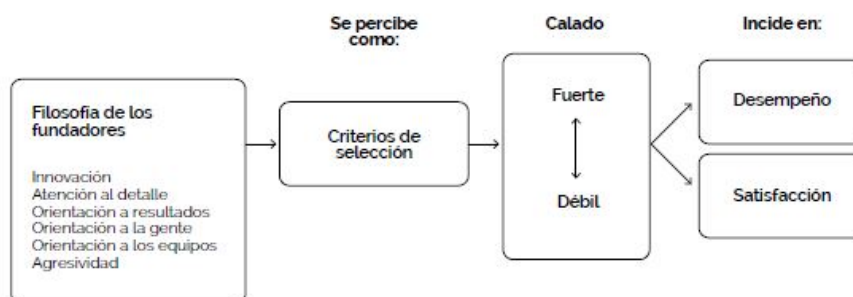 Se percibe
como:
Calado
Incide en:
Filosofía de los
fundadores
Innovación
Atención al detalle
Orientación a resultados
Orientación a la gente
Orientación a los equipos
Agresividad
Criterios de
selección
Fuerte
Débil
Desempeño
Satisfacción